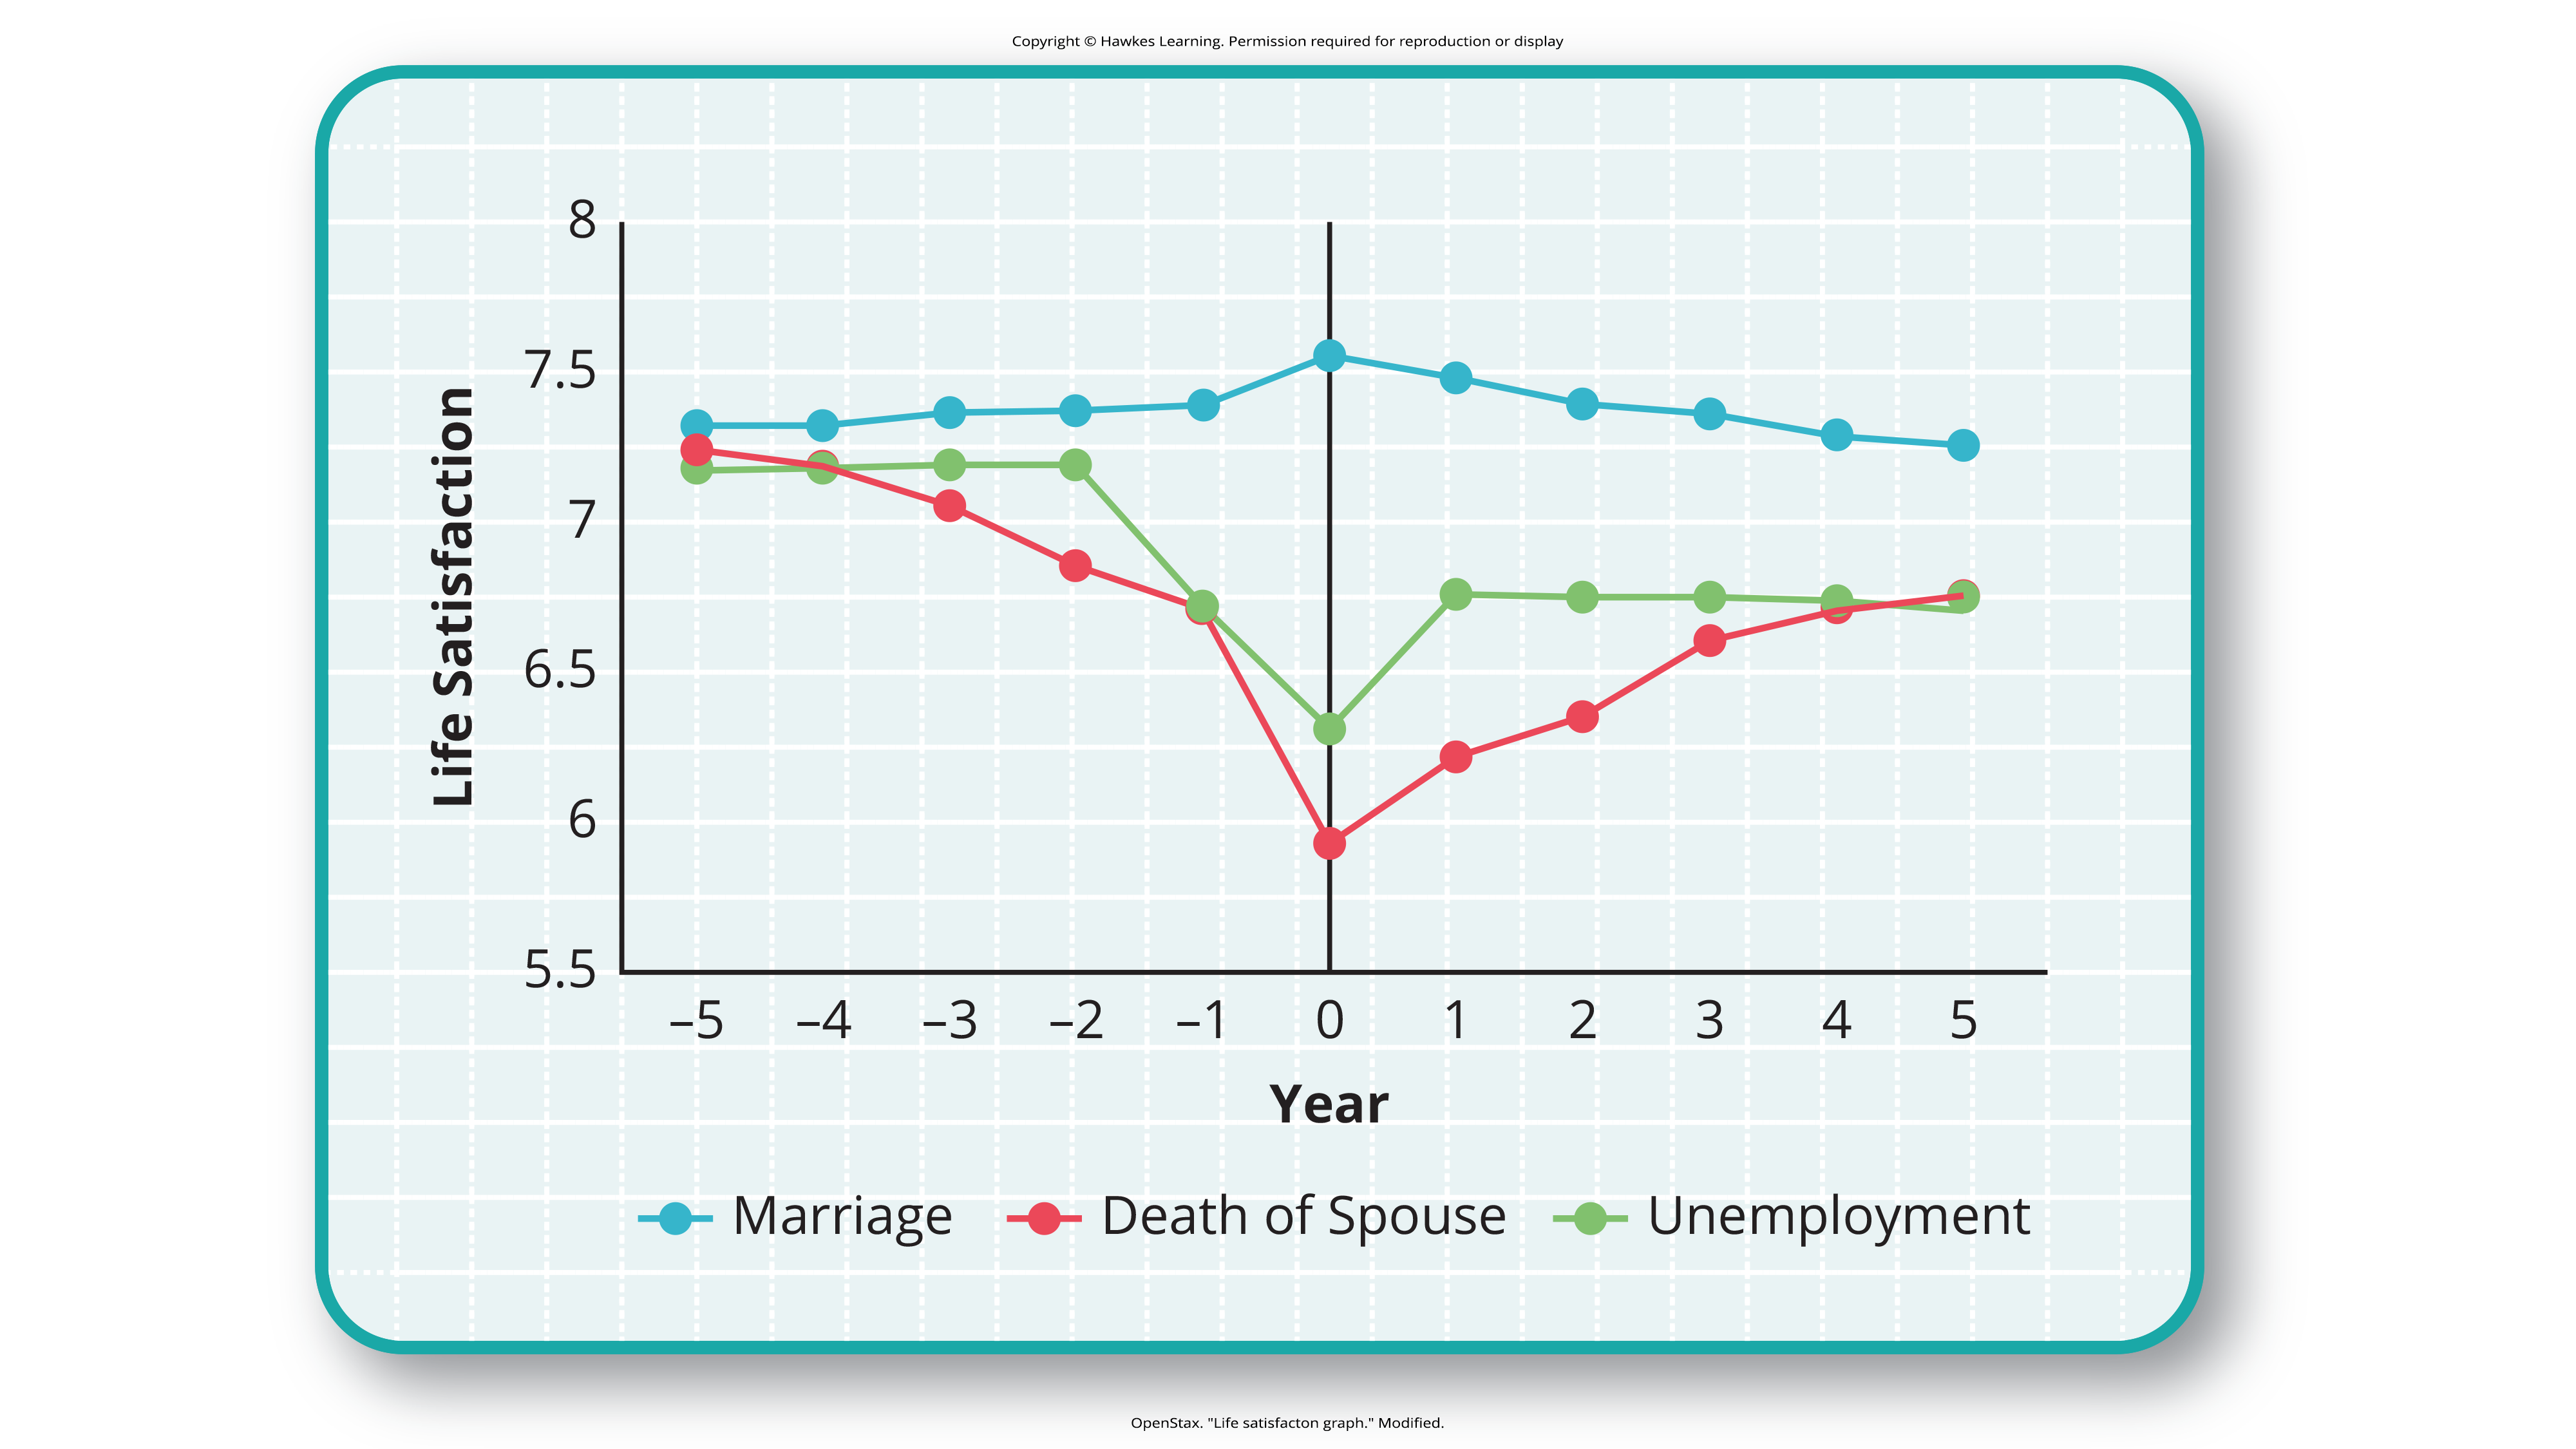 Copyright © Hawkes Learning. Permission required for reproduction or display
8
7.5
7
6.5
6
5.5
Life Satisfaction
–5 –4 –3 –2 –1 0 1 2 3 4 5
Year
Marriage Death of Spouse Unemployment
OpenStax. "Life satisfacton graph." Modified.